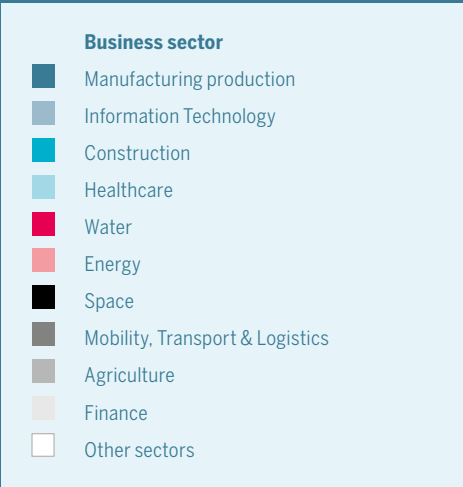 Business sector
Manufacturing production
Information Technology
Construction
Healthcare
Water
Energy
Space
Mobility, Transport & Logistics
Agriculture
Finance
Other sectors